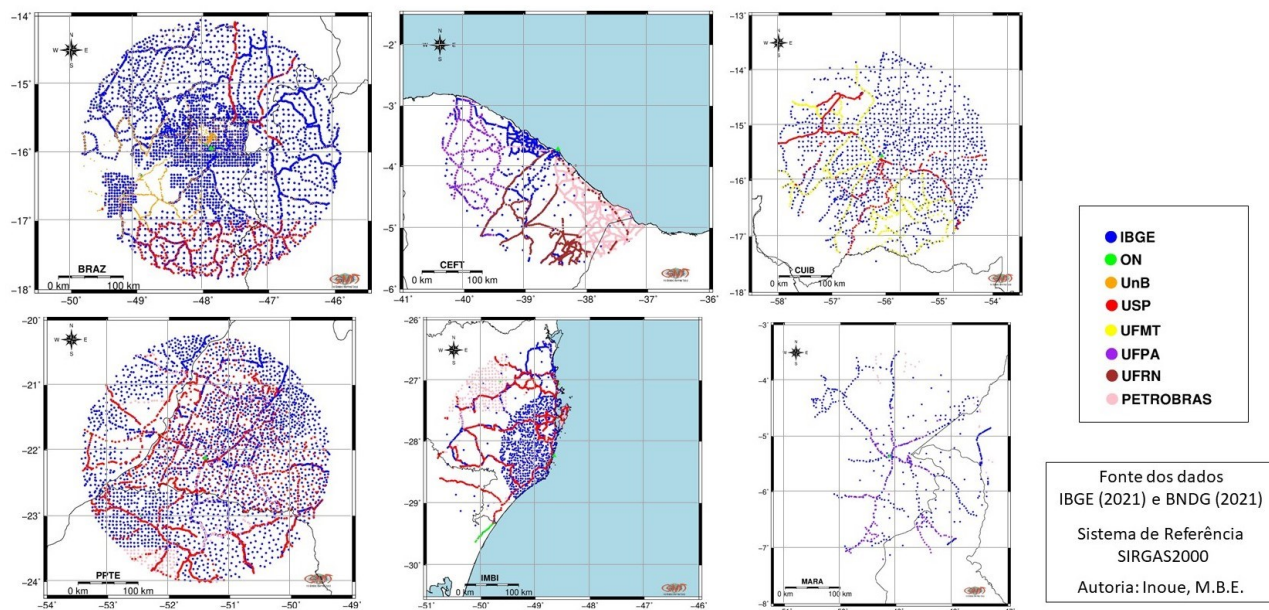 −14
−15
−16
−17
−18
−50
−49
−48
−47
−46
N
W
E
S
BRAZ
0 km
100 km
−2
−3
−4
−5
−6
−41
−40
−39
−38
−37
−36
N
W
E
S
CEFT
0 km
100 km
−13
−14
−15
−16
−17
−18
−58
−57
−56
−55
−54
N
W
E
S
CUIB
0 km
100 km
−20
−21
−22
−23
−24
−54
−53
−52
−51
−50
−49
N
W
E
S
PPTE
0 km
100 km
−26
−27
−28
−29
−30
−51
−50
−49
−48
−47
−46
N
W
E
S
IMBI
0 km
100 km
−3
−4
−5
−6
−7
−8
−51
−50
−49
−48
−47
N
W
E
S
MARA
0 km
100 km
IBGE
ON
UnB
USP
UFMT
UFPA
UFRN
PETROBRAS
Fonte dos dados
IBGE (2021) e BNDG (2021)
Sistema de Referência
SIRGAS2000
Autoria: Inoue, M.B.E.